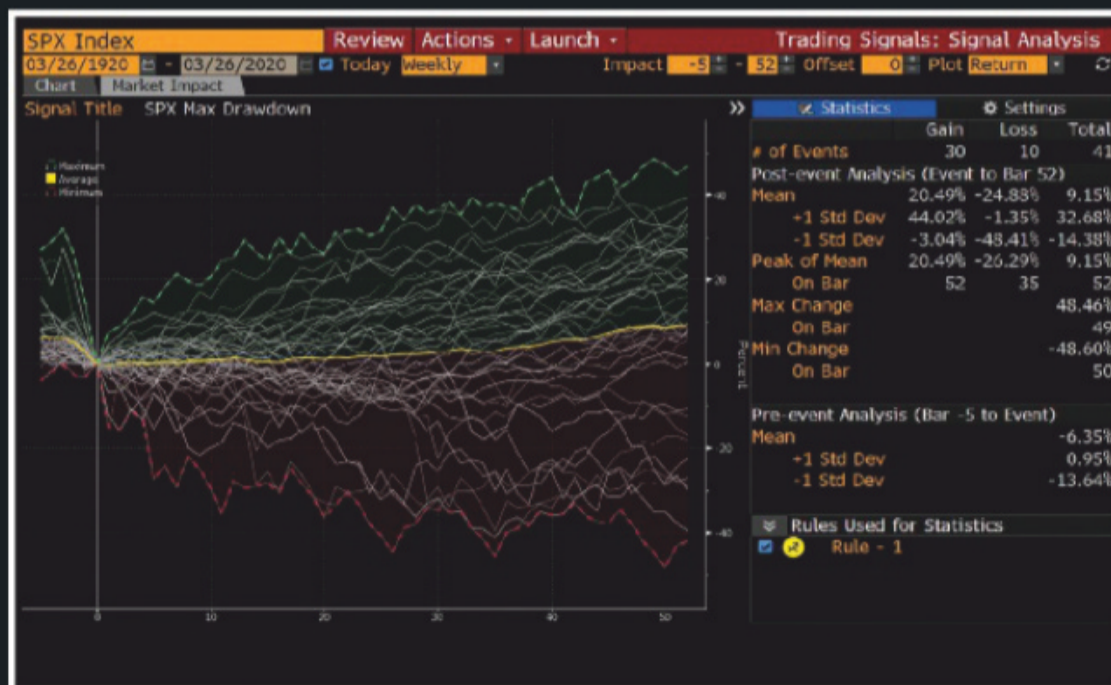 SPX Index Review Actions Launch Trading Signals: Signal Analysis
03/26/1920 - 03/26/2020 Today Weekly Impact -5 - 52 Offset 0 Plot Return
Chart Market Impact
Signal Title SPX Max Drawdown
Maximum
Average
Minimum
40
20
0
-20
-40
Percent
0 10 20 30 40 50
Statistics Settings
Gain Loss Total
# of Events 30 10 41
Post-event Analysis (Event to Bar 52)
Mean 20.49% -24.88% 9.15%
+1 Std Dev 44.02% -1.35% 32.68%
-1 Std Dev -3.04% -48.41% -14.38%
Peak of Mean 20.49% -26.29% 9.15%
On Bar 52 35 52
Max Change 48.46%
On Bar 49
Min Change -48.60%
On Bar 50
Pre-event Analysis (Bar -5 to Event)
Mean -6.35%
+1 Std Dev 0.95%
-1 Std Dev -13.64%
Rules Used for Statistics
Rule - 1